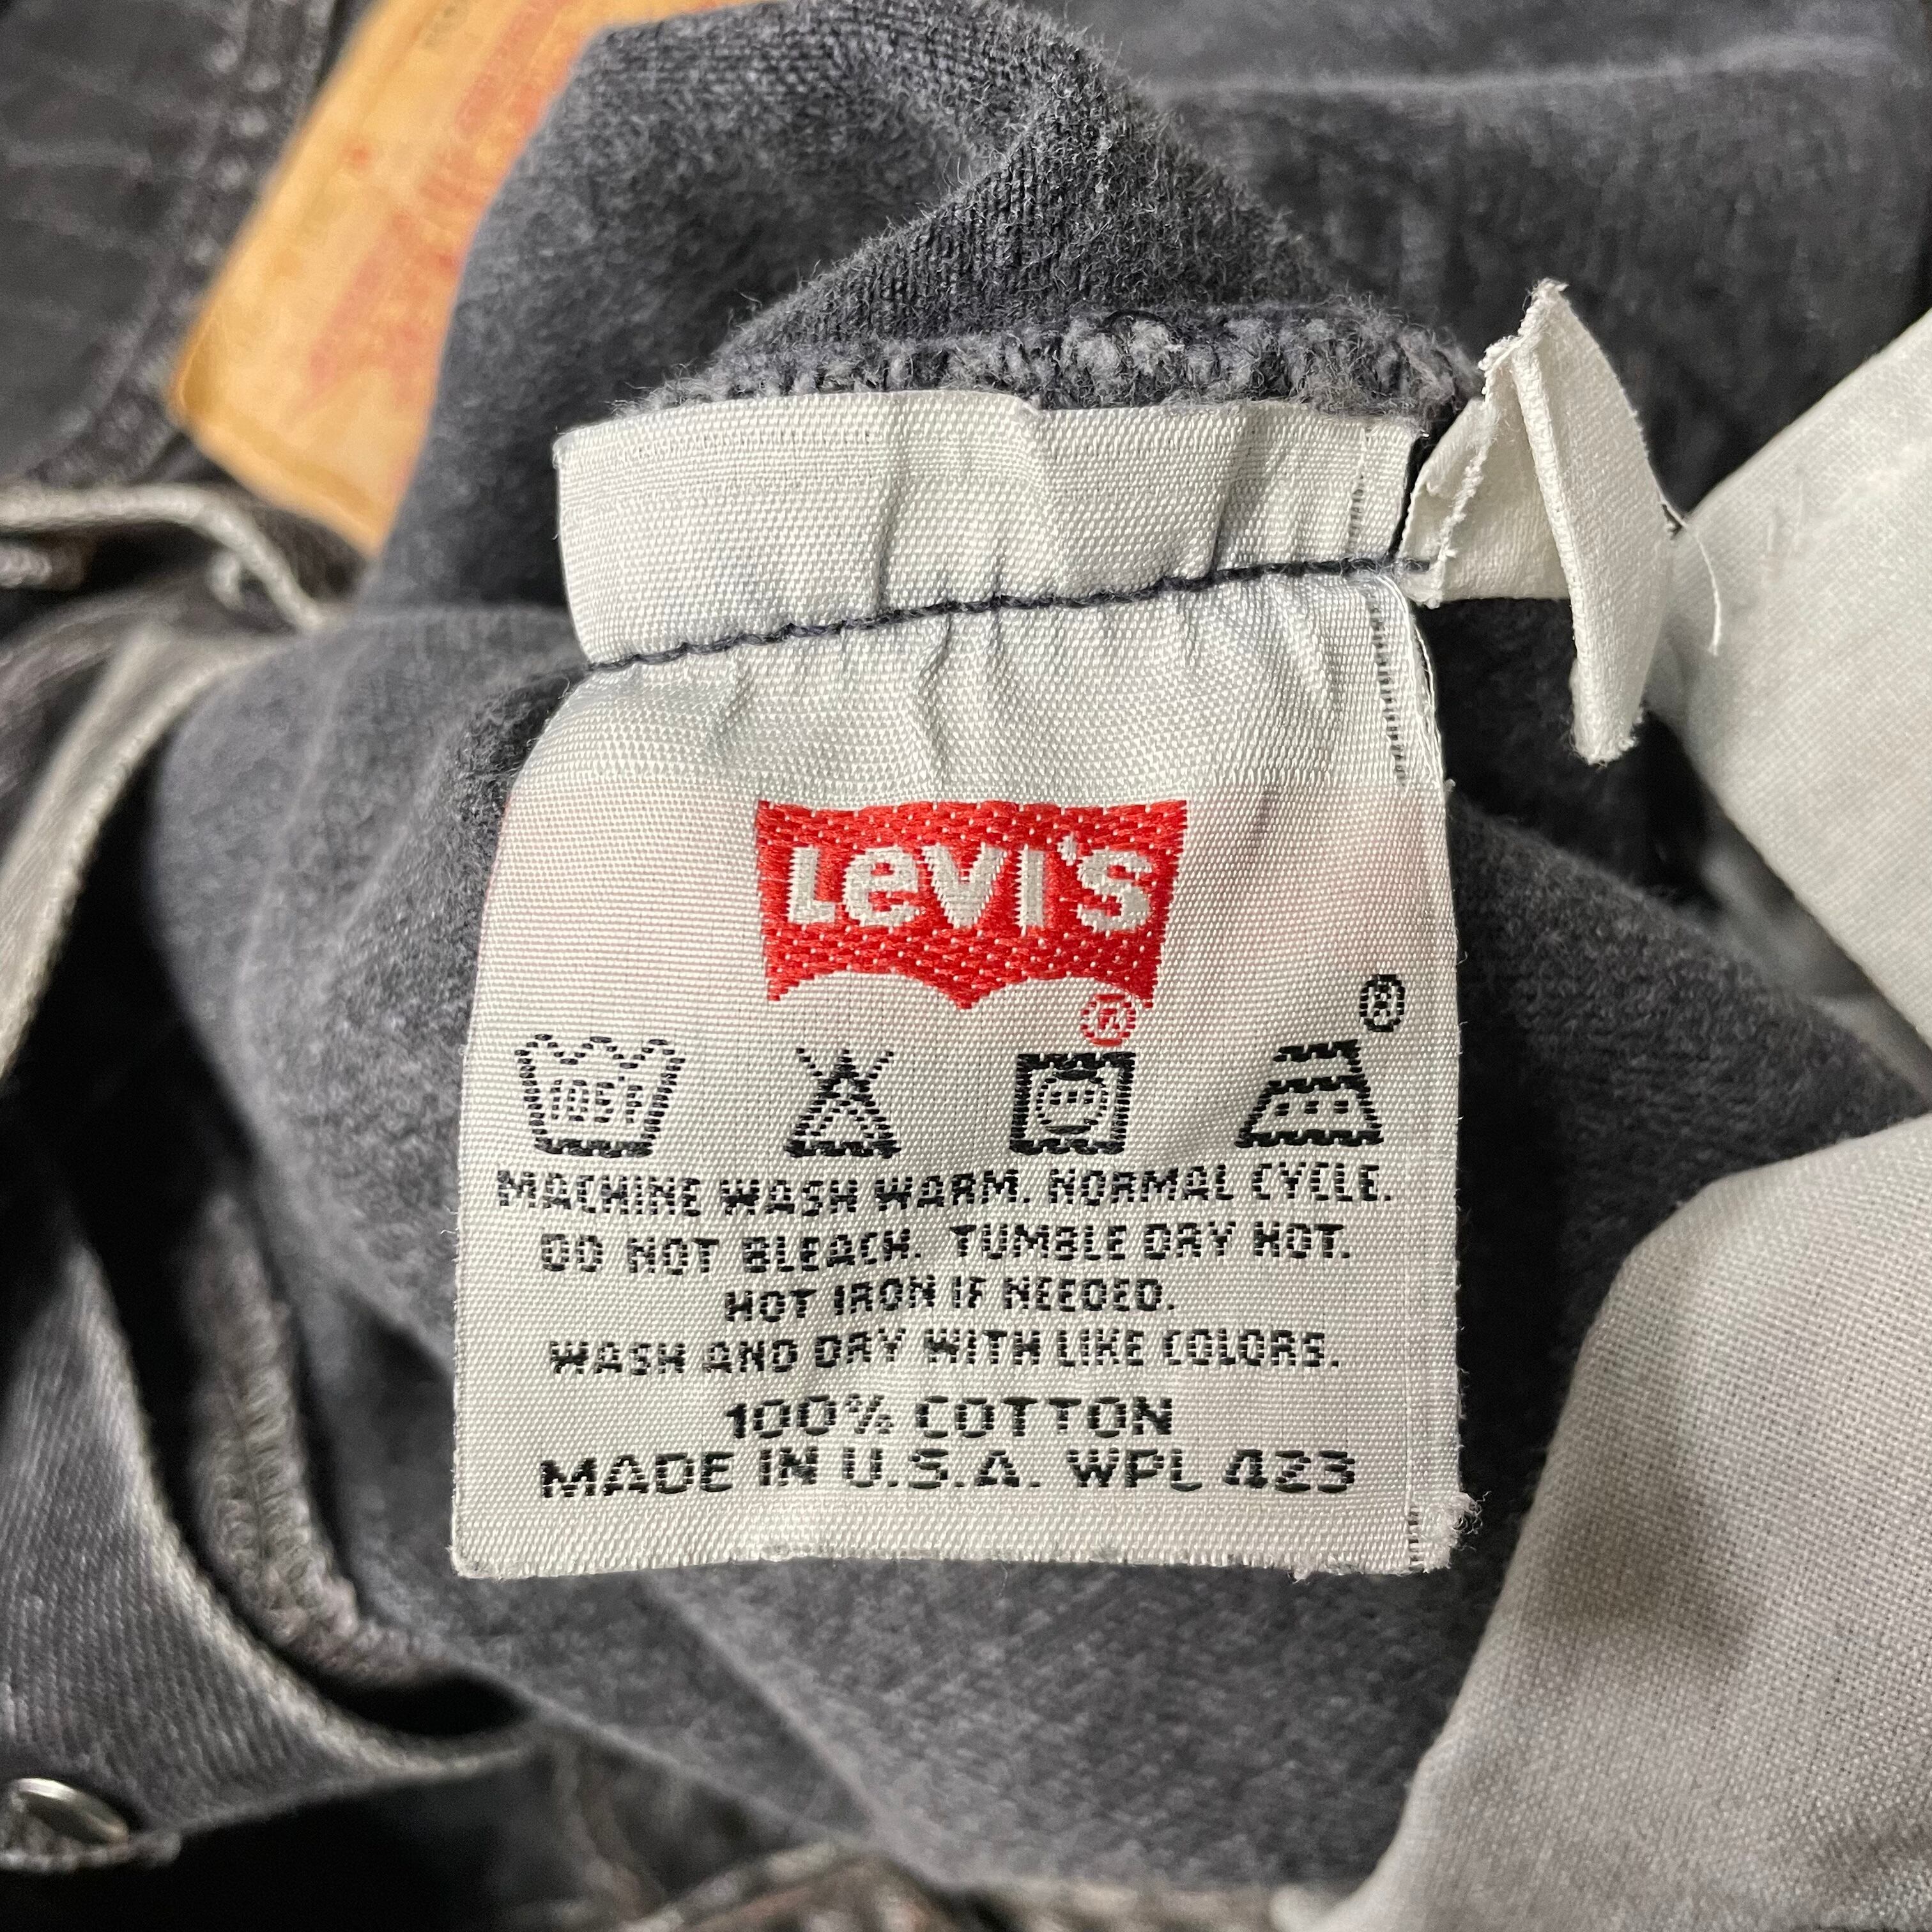 LEVI'S
®
®
105°F
MACHINE WASH WARM. NORMAL CYCLE.
DO NOT BLEACH. TUMBLE DRY HOT.
HOT IRON IF NEEDED.
WASH AND DRY WITH LIKE COLORS.
100% COTTON
MADE IN U.S.A. WPL 423